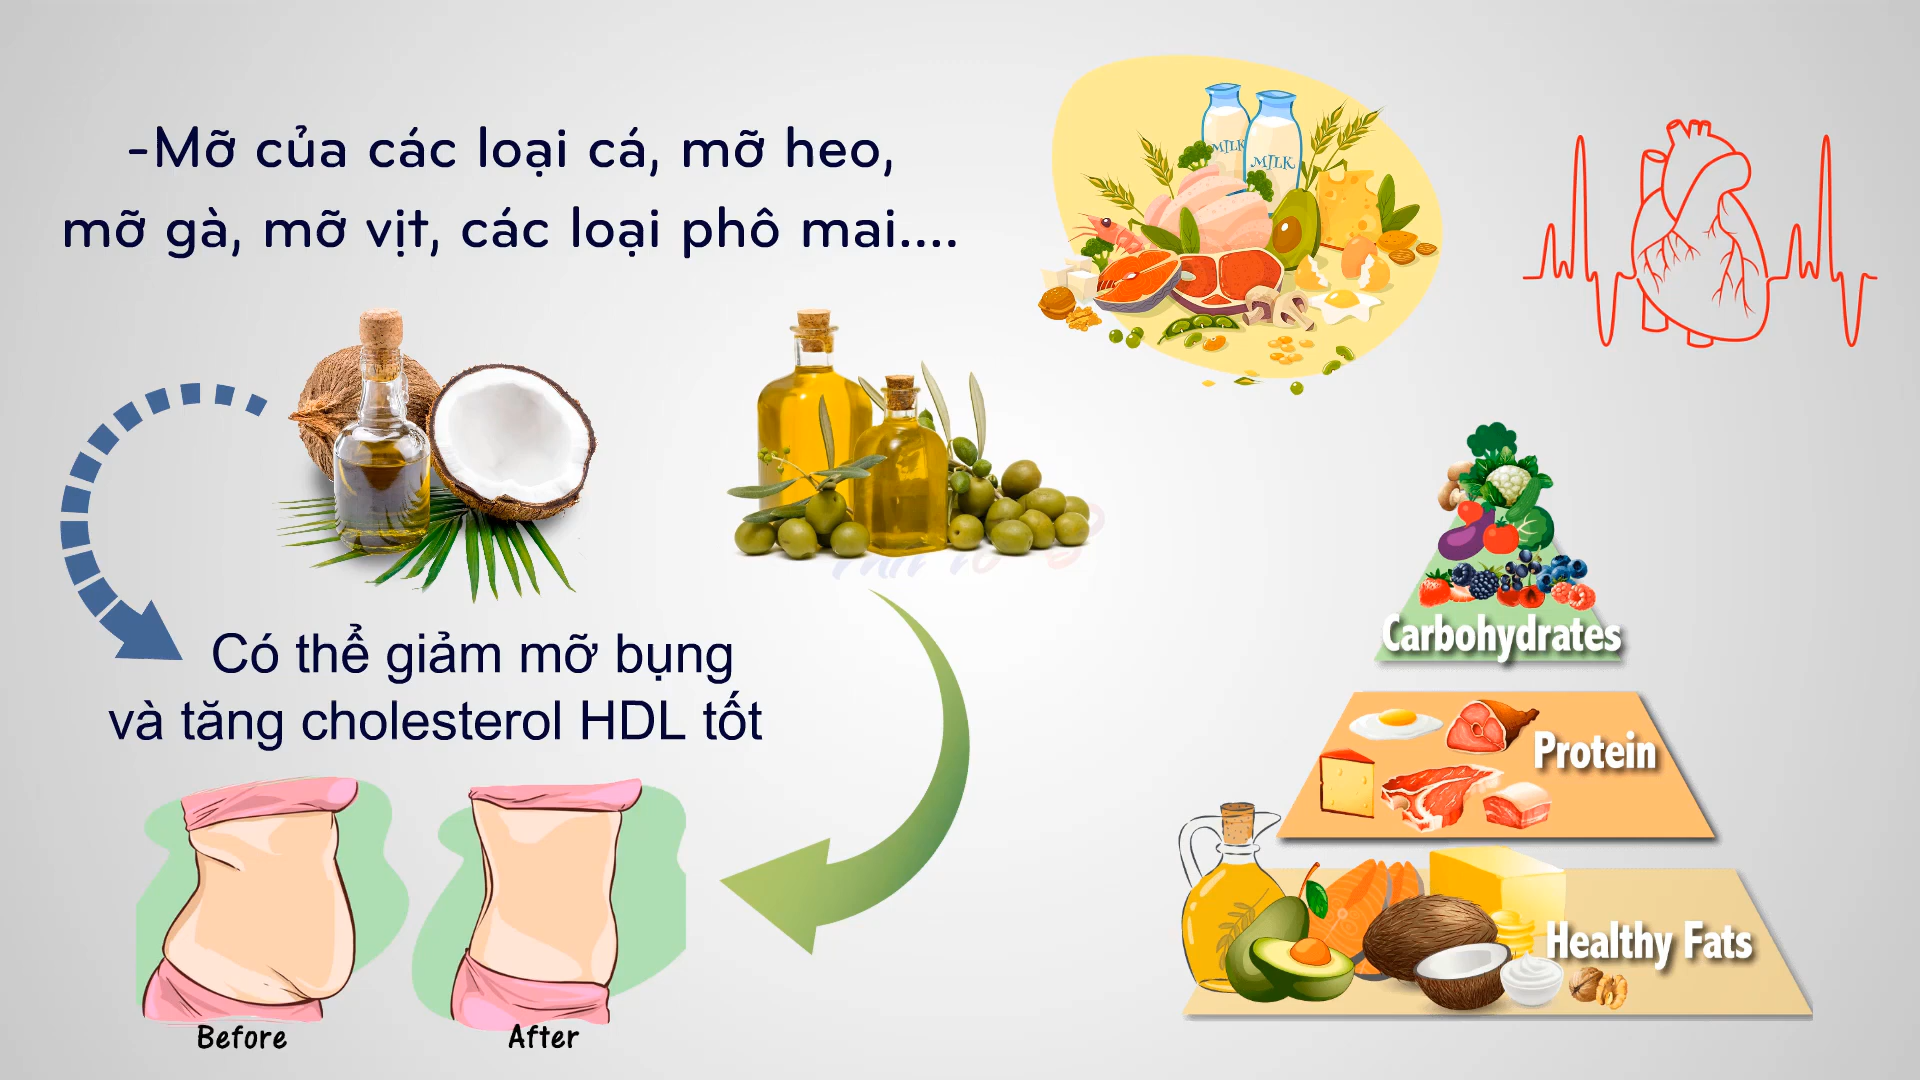 -Mỡ của các loại cá, mỡ heo,
mỡ gà, mỡ vịt, các loại phô mai....
MILK
MILK
Có thể giảm mỡ bụng
và tăng cholesterol HDL tốt
Before
After
Carbohydrates
Protein
Healthy Fats